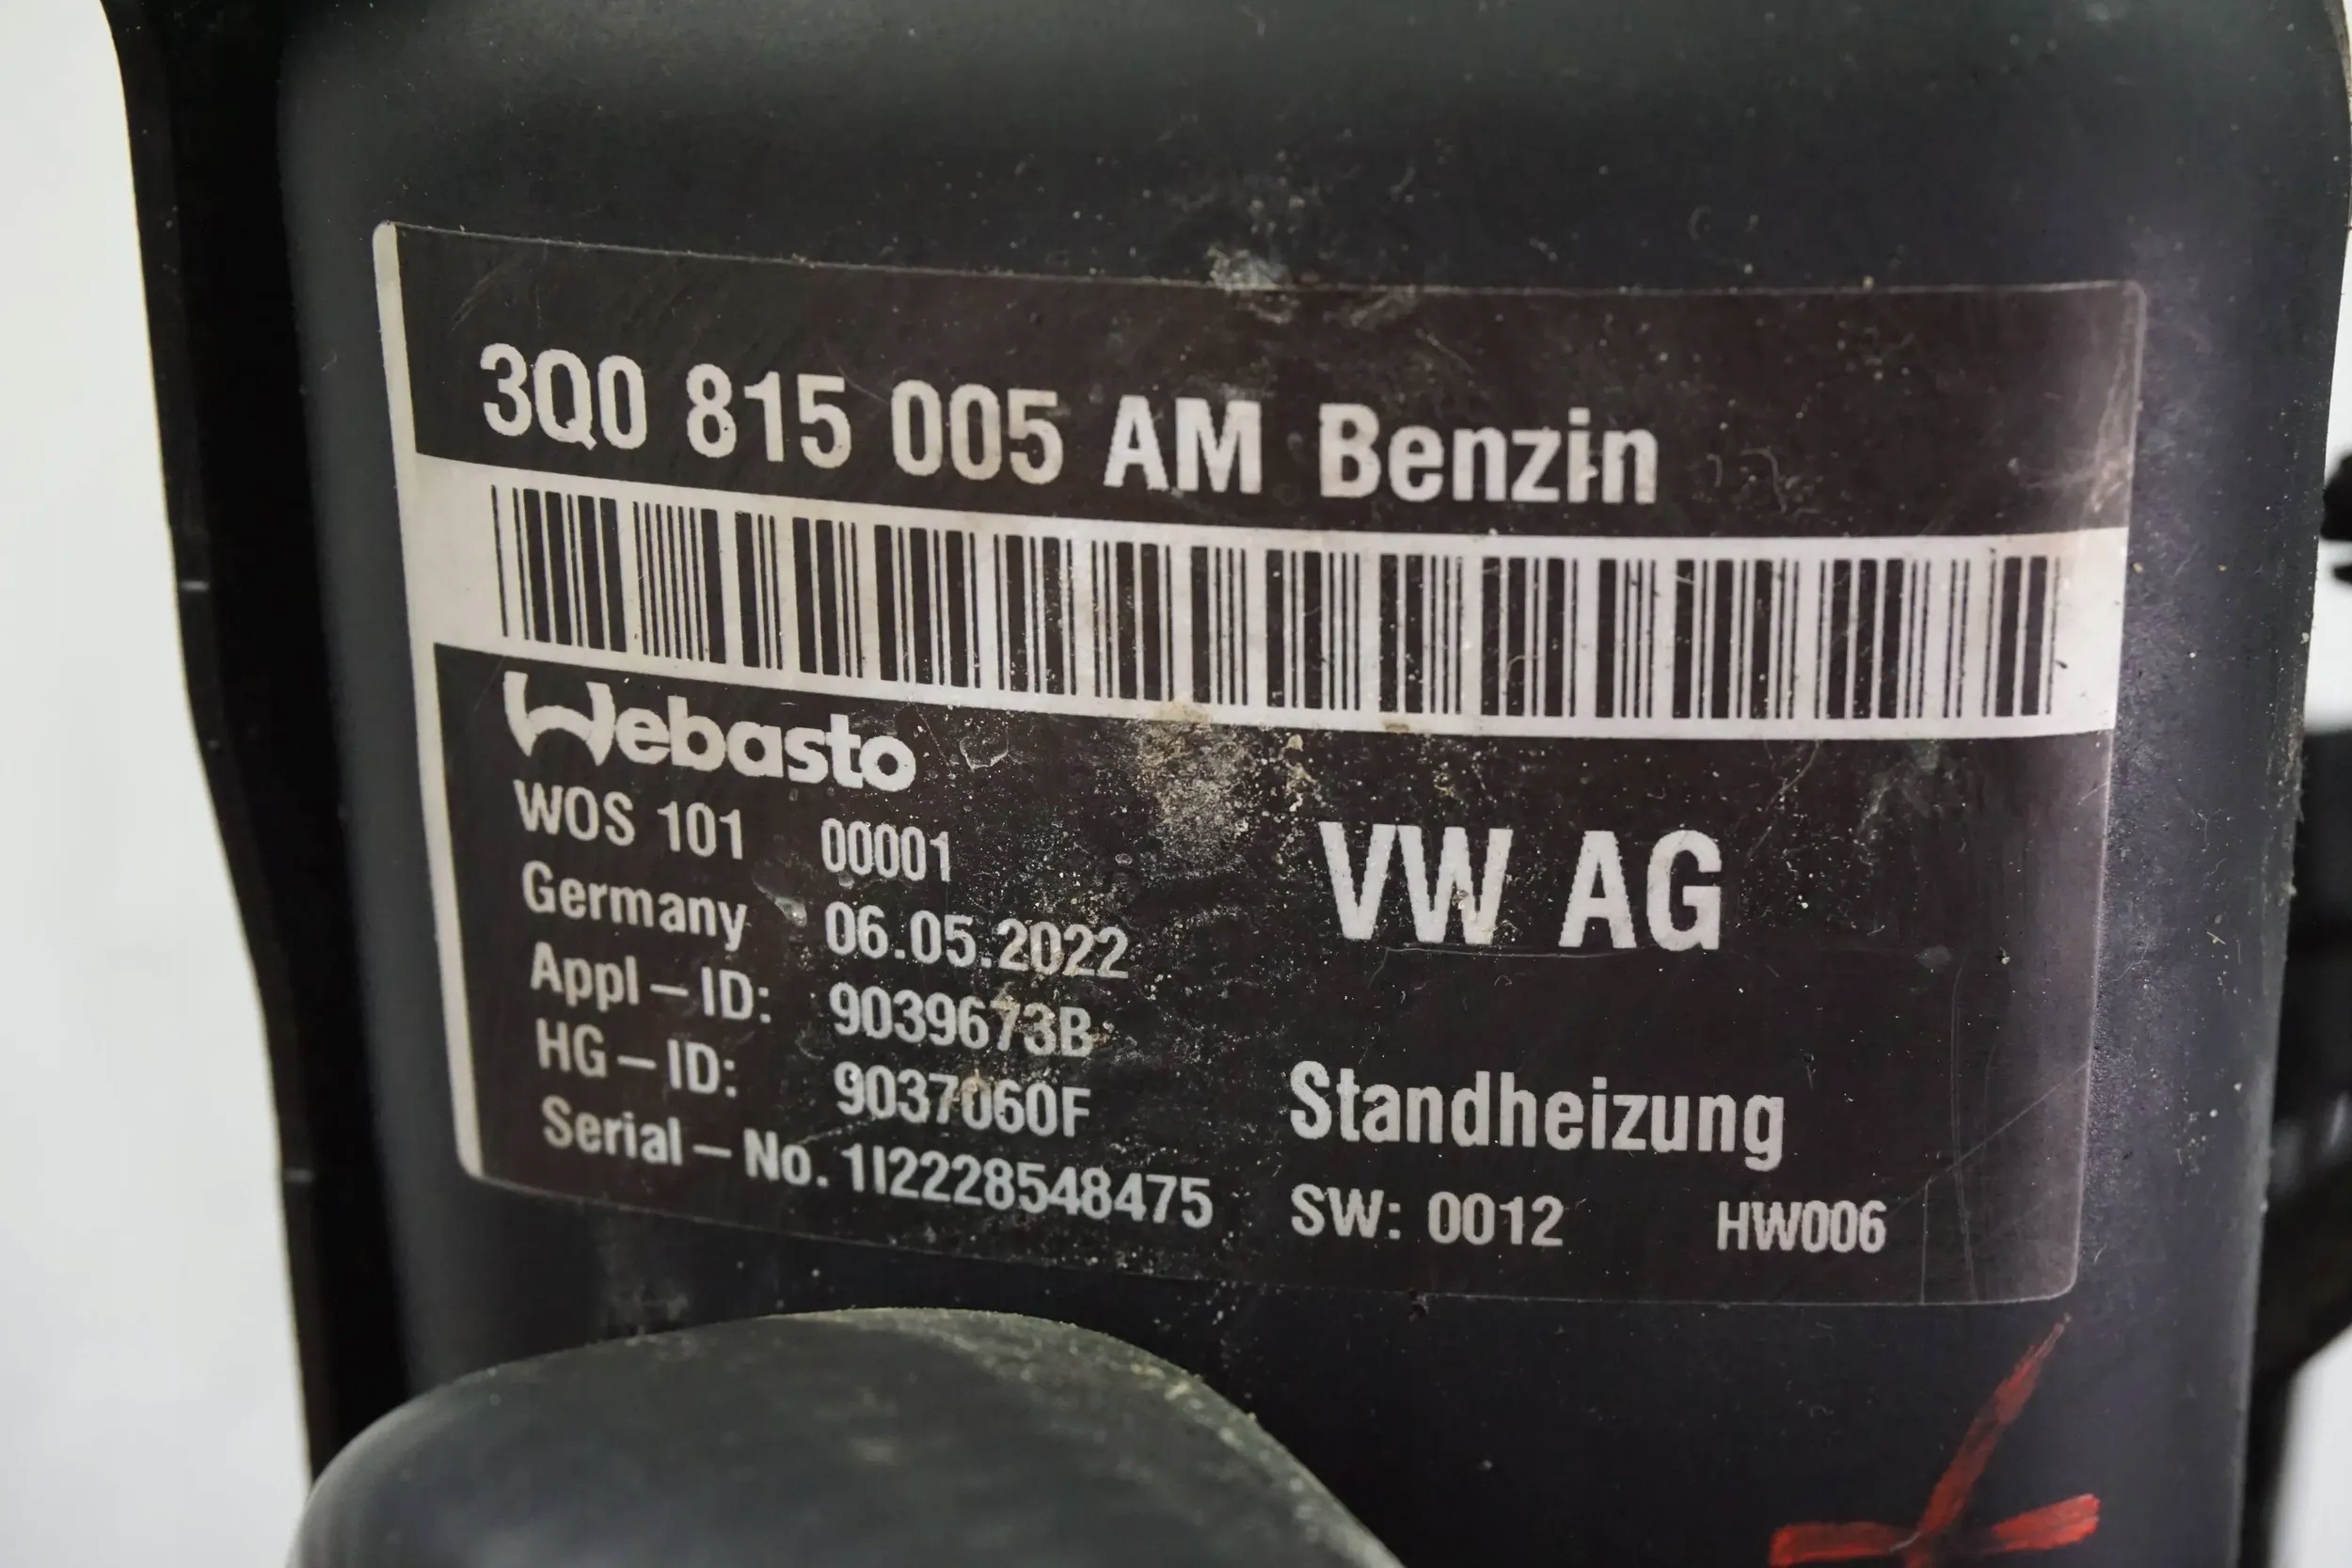 3Q0 815 005 AM Benzin
Webasto
WOS 101 00001
VW AG
Germany 06.05.2022
Appl-ID: 9039673B
HG-ID: 9037060F
Standheizung
Serial-No. 1I2228548475
SW: 0012 HW006